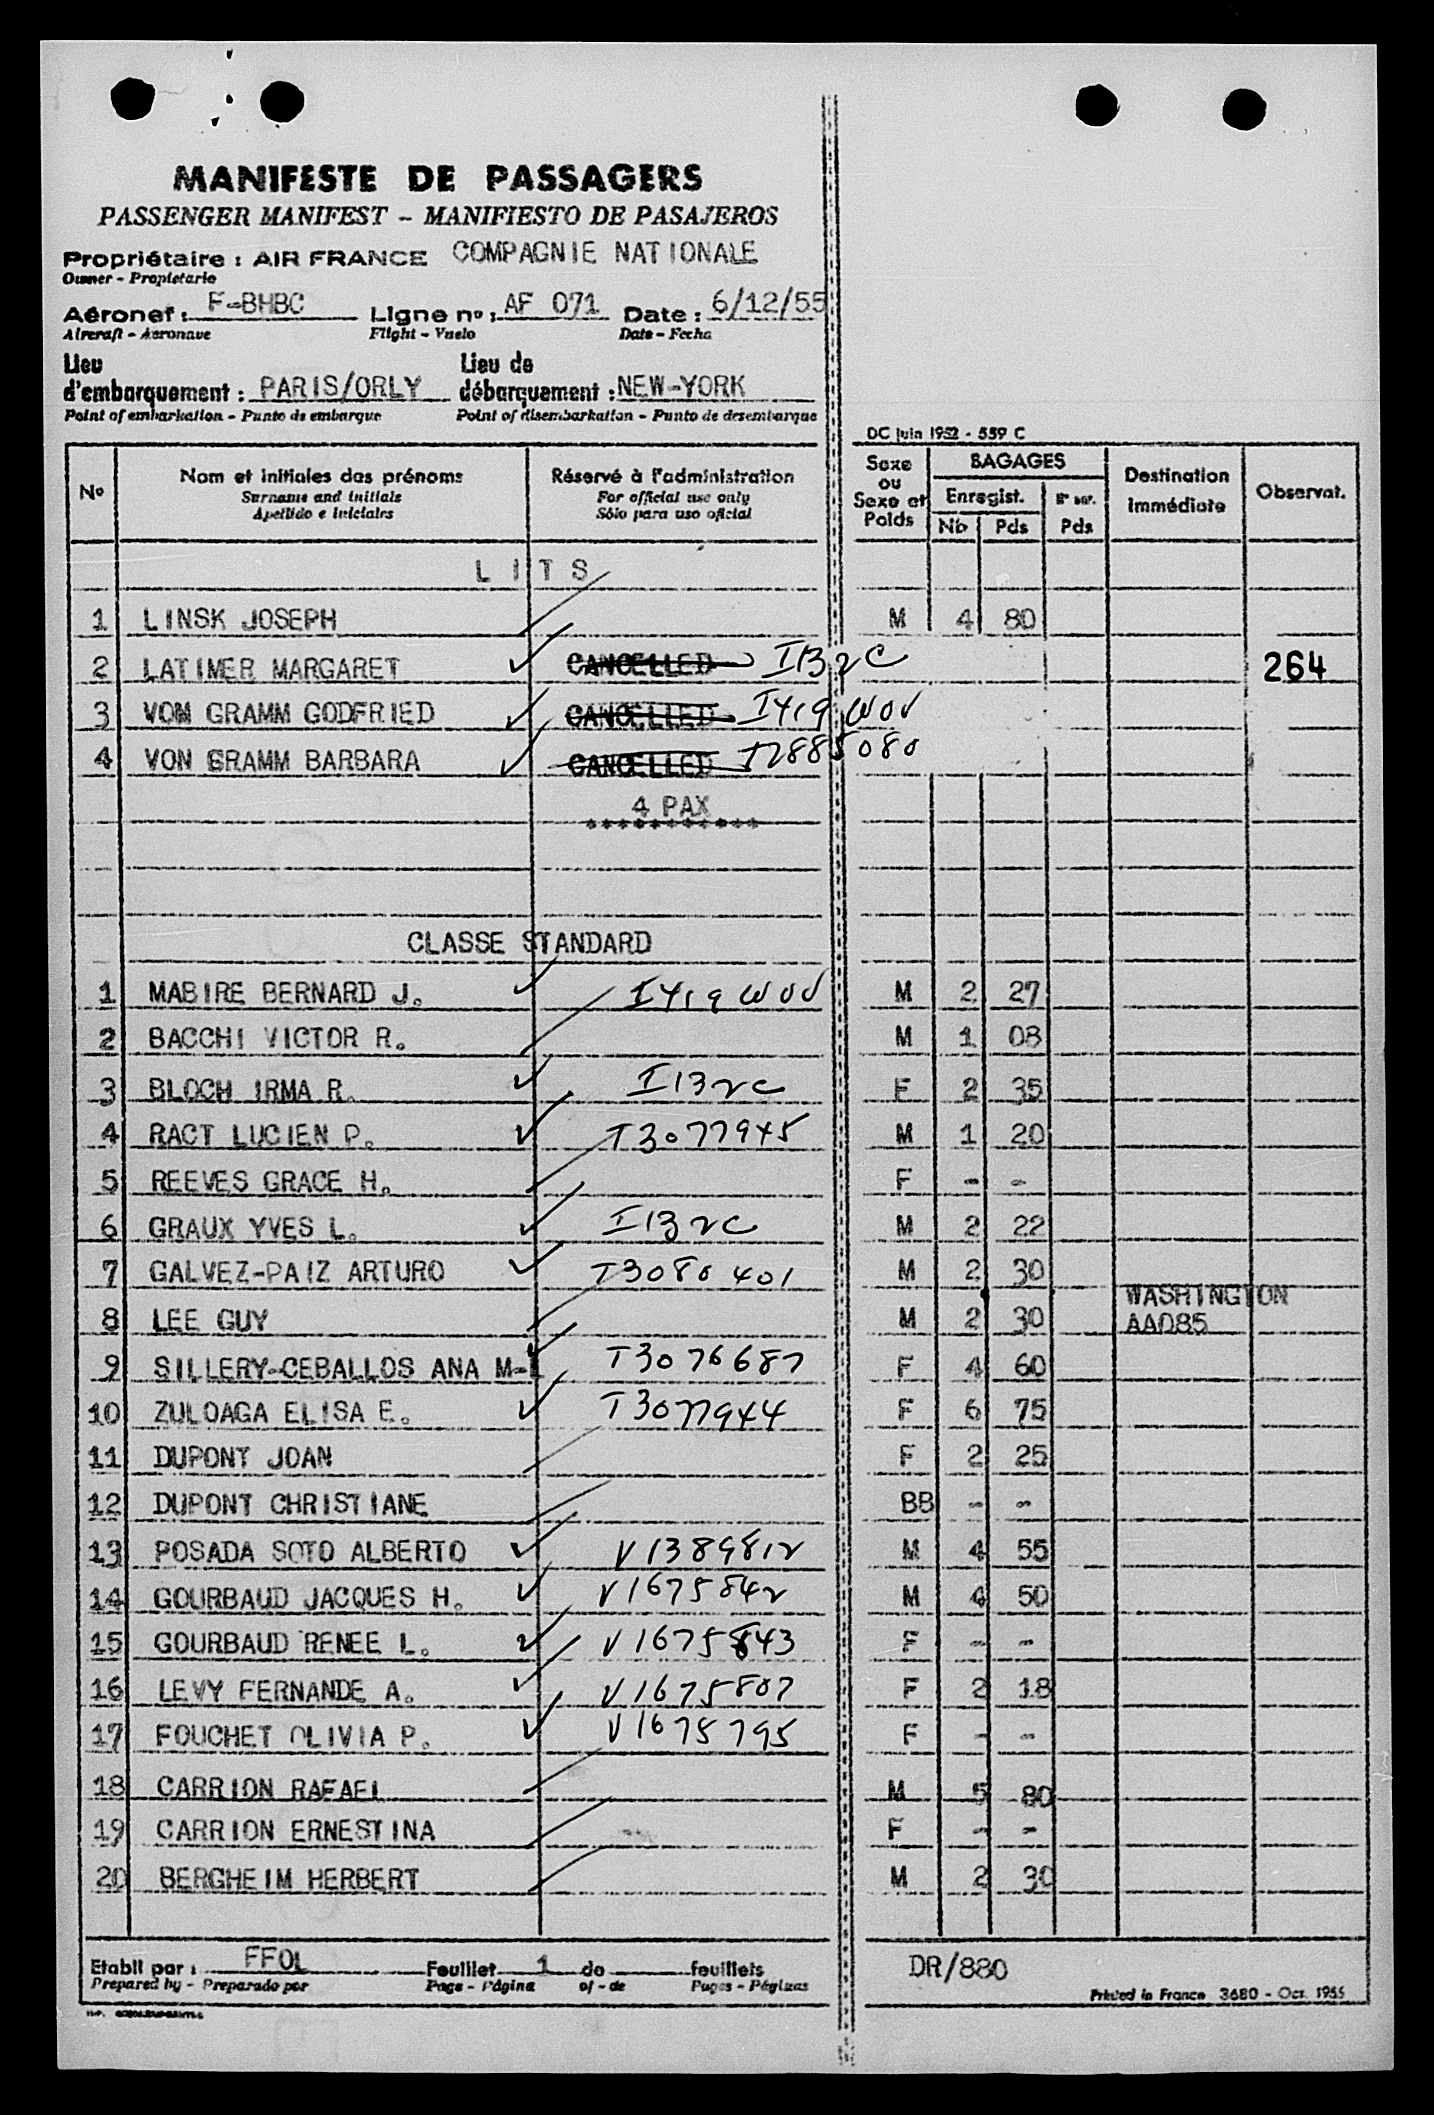 MANIFESTE DE PASSAGERS
PASSENGER MANIFEST - MANIFIESTO DE PASAJEROS
Propriétaire : AIR FRANCE COMPAGNIE NATIONALE
Owner - Propietario
Aéronef : F-BHBC Ligne no : AF 071 Date : 6/12/55
Aircraft - Aeronave Flight - Vuelo Date - Fecha
Lieu d'embarquement : PARIS/ORLY Lieu de débarquement : NEW-YORK
Point of embarkation - Punto de embarque Point of disembarkation - Punto de desembarque
DC Juin 1952 - 559 C
No Nom et initiales des prénoms Réservé à l'administration Sexe ou Sexe et Poids BAGAGES Destination immédiate Observat.
Surname and initials For official use only Enregist.
Apellido e iniciales Sólo para uso oficial Nb Pds Pds
LITS
1 LINSK JOSEPH M 4 80
2 LATIMER MARGARET CANCELLED I132C 264
3 VOM GRAMM GODFRIED CANCELLED I419 WOV
4 VON GRAMM BARBARA CANCELLED T2885080
4 PAX
***********
CLASSE STANDARD
1 MABIRE BERNARD J. I419 WOV M 2 27
2 BACCHI VICTOR R. M 1 08
3 BLOCH IRMA R. I132C F 2 35
4 RACT LUCIEN P. T3077945 M 1 20
5 REEVES GRACE H. F - -
6 GRAUX YVES L. I132C M 2 22
7 GALVEZ-PAIZ ARTURO T3080401 M 2 30
8 LEE GUY M 2 30 WASHINGTON AA085
9 SILLERY-CEBALLOS ANA M-L T3076687 F 4 60
10 ZULOAGA ELISA E. T3077944 F 6 75
11 DUPONT JOAN F 2 25
12 DUPONT CHRISTIANE BB - -
13 POSADA SOTO ALBERTO V1389812 M 4 55
14 GOURBAUD JACQUES H. V1675842 M 4 50
15 GOURBAUD RENEE L. V1675843 F - -
16 LEVY FERNANDE A. V1675807 F 2 18
17 FOUCHET OLIVIA P. V1675795 F - -
18 CARRION RAFAEL M 5 80
19 CARRION ERNESTINA F - -
20 BERGHEIM HERBERT M 2 30
Etabli par : FFOL Feuillet 1 de feuillets DR/880
Prepared by - Preparado por Page - Página of - de Pages - Páginas
Printed in France 3680 - Oct. 1955